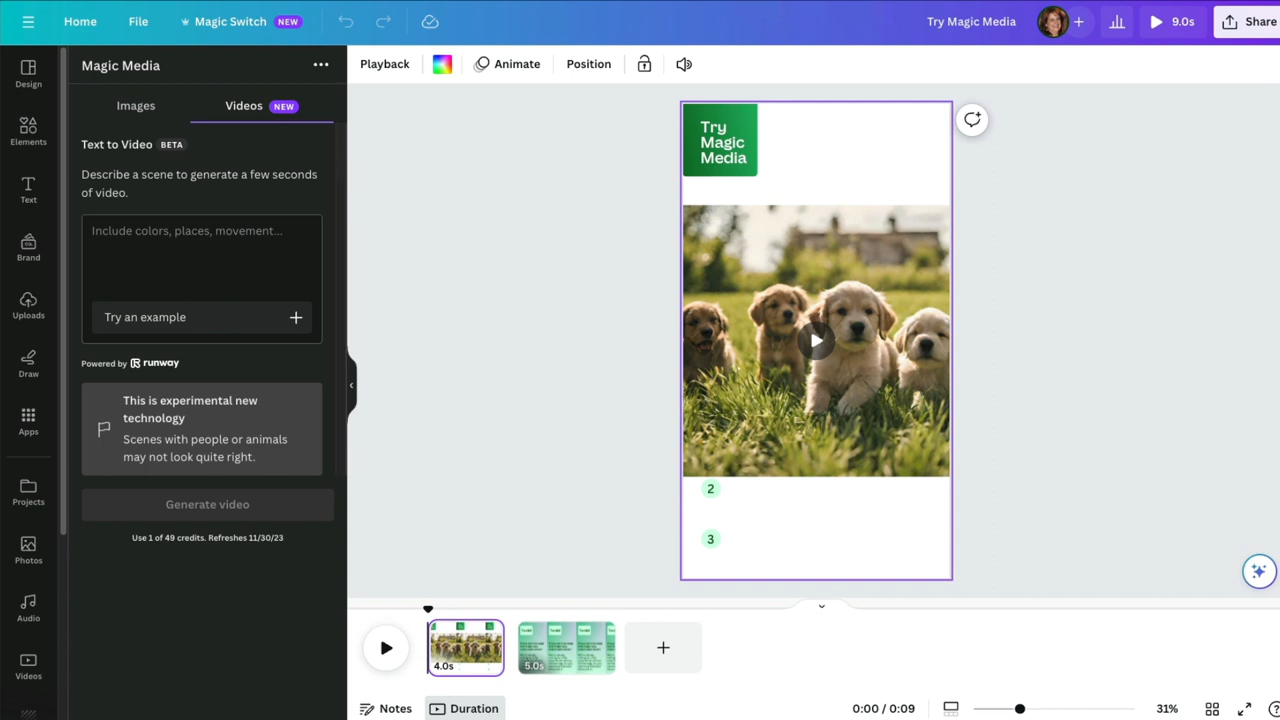 Home File Magic Switch NEW Try Magic Media + 9.0s Share
Magic Media
Playback Animate Position
Design
Images Videos NEW
Text to Video BETA
Describe a scene to generate a few seconds
of video.
Include colors, places, movement...
Try an example
Powered by runway
This is experimental new
technology
Scenes with people or animals
may not look quite right.
Generate video
Use 1 of 49 credits. Refreshes 11/30/23
Elements
Text
Brand
Uploads
Draw
Apps
Projects
Photos
Audio
Videos
Try
Magic
Media
2
3
4.0s
5.0s
Notes Duration 0:00 / 0:09 31%